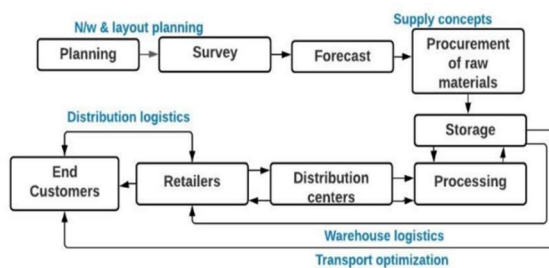 N/w & layout planning
Supply concepts
Planning
Survey
Forecast
Procurement
of raw
materials
Distribution logistics
Storage
End
Customers
Retailers
Distribution
centers
Processing
Warehouse logistics
Transport optimization